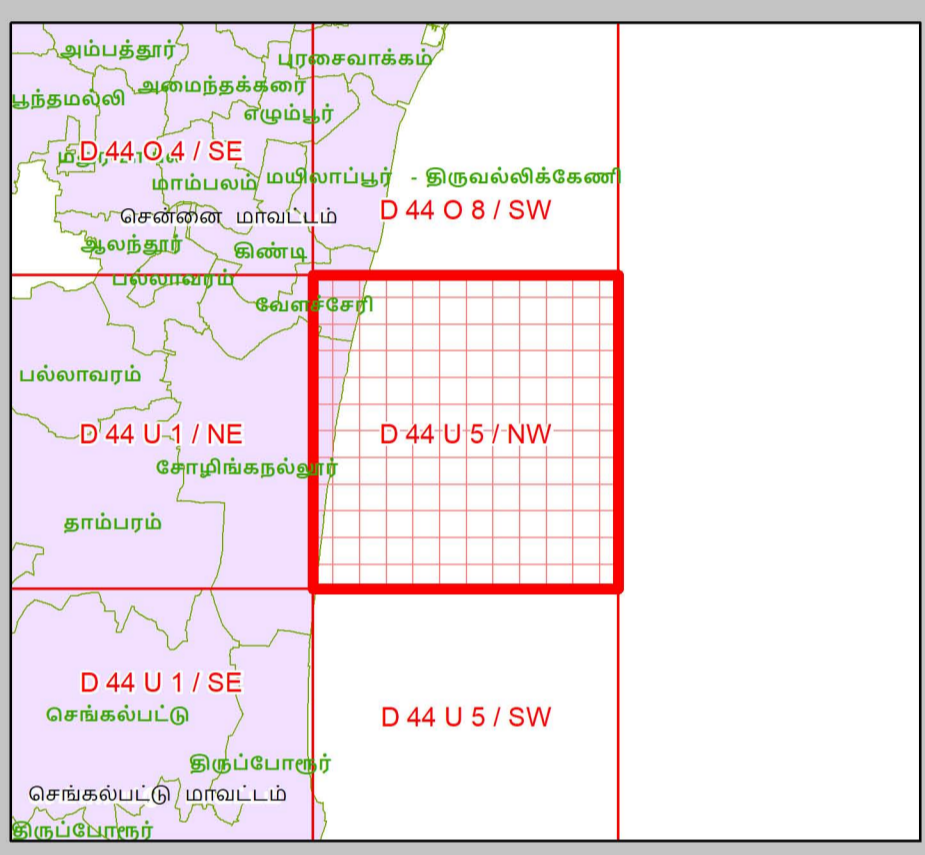 அம்பத்தூர்
புரசைவாக்கம்
அமைந்தக்கரை
பூந்தமல்லி
எழும்பூர்
D 44 O 4 / SE
மாம்பலம்
மயிலாப்பூர் - திருவல்லிக்கேணி
D 44 O 8 / SW
சென்னை மாவட்டம்
ஆலந்தூர்
கிண்டி
பல்லாவரம்
வேளச்சேரி
பல்லாவரம்
D 44 U 1 / NE
D 44 U 5 / NW
சோழிங்கநல்லூர்
தாம்பரம்
D 44 U 1 / SE
செங்கல்பட்டு
D 44 U 5 / SW
திருப்போரூர்
செங்கல்பட்டு மாவட்டம்
திருப்போரூர்